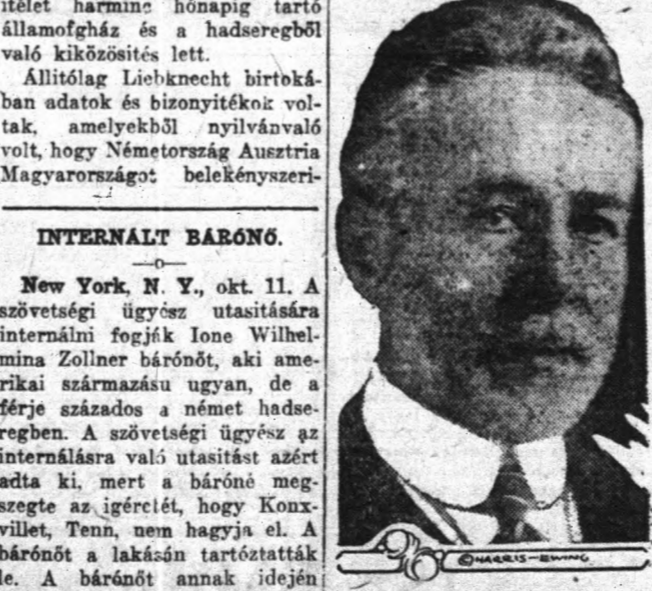 itélet harminc hónapig tartó
államofgház és a hadseregből
való kiközösités lett.
Állitólag Liebknecht birtoká-
ban adatok és bizonyitékok vol-
tak, amelyekből nyilvánvaló
volt, hogy Németország Ausztria
Magyarországot belekényszeri-
INTERNÁLT BÁRÓNŐ.
New York, N. Y., okt. 11. A
szövetségi ügyész utasitására
internálni fogják Ione Wilhel-
mina Zollner bárónőt, aki ame-
rikai származásu ugyan, de a
férje százados a német hadse-
regben. A szövetségi ügyész az
internálásra való utasitást azért
adta ki, mert a báróné meg-
szegte az igéretét, hogy Konx-
villet, Tenn, nem hagyja el. A
bárónőt a lakásán tartóztatták
le. A bárónőt annak idején
©HARRIS-EWING